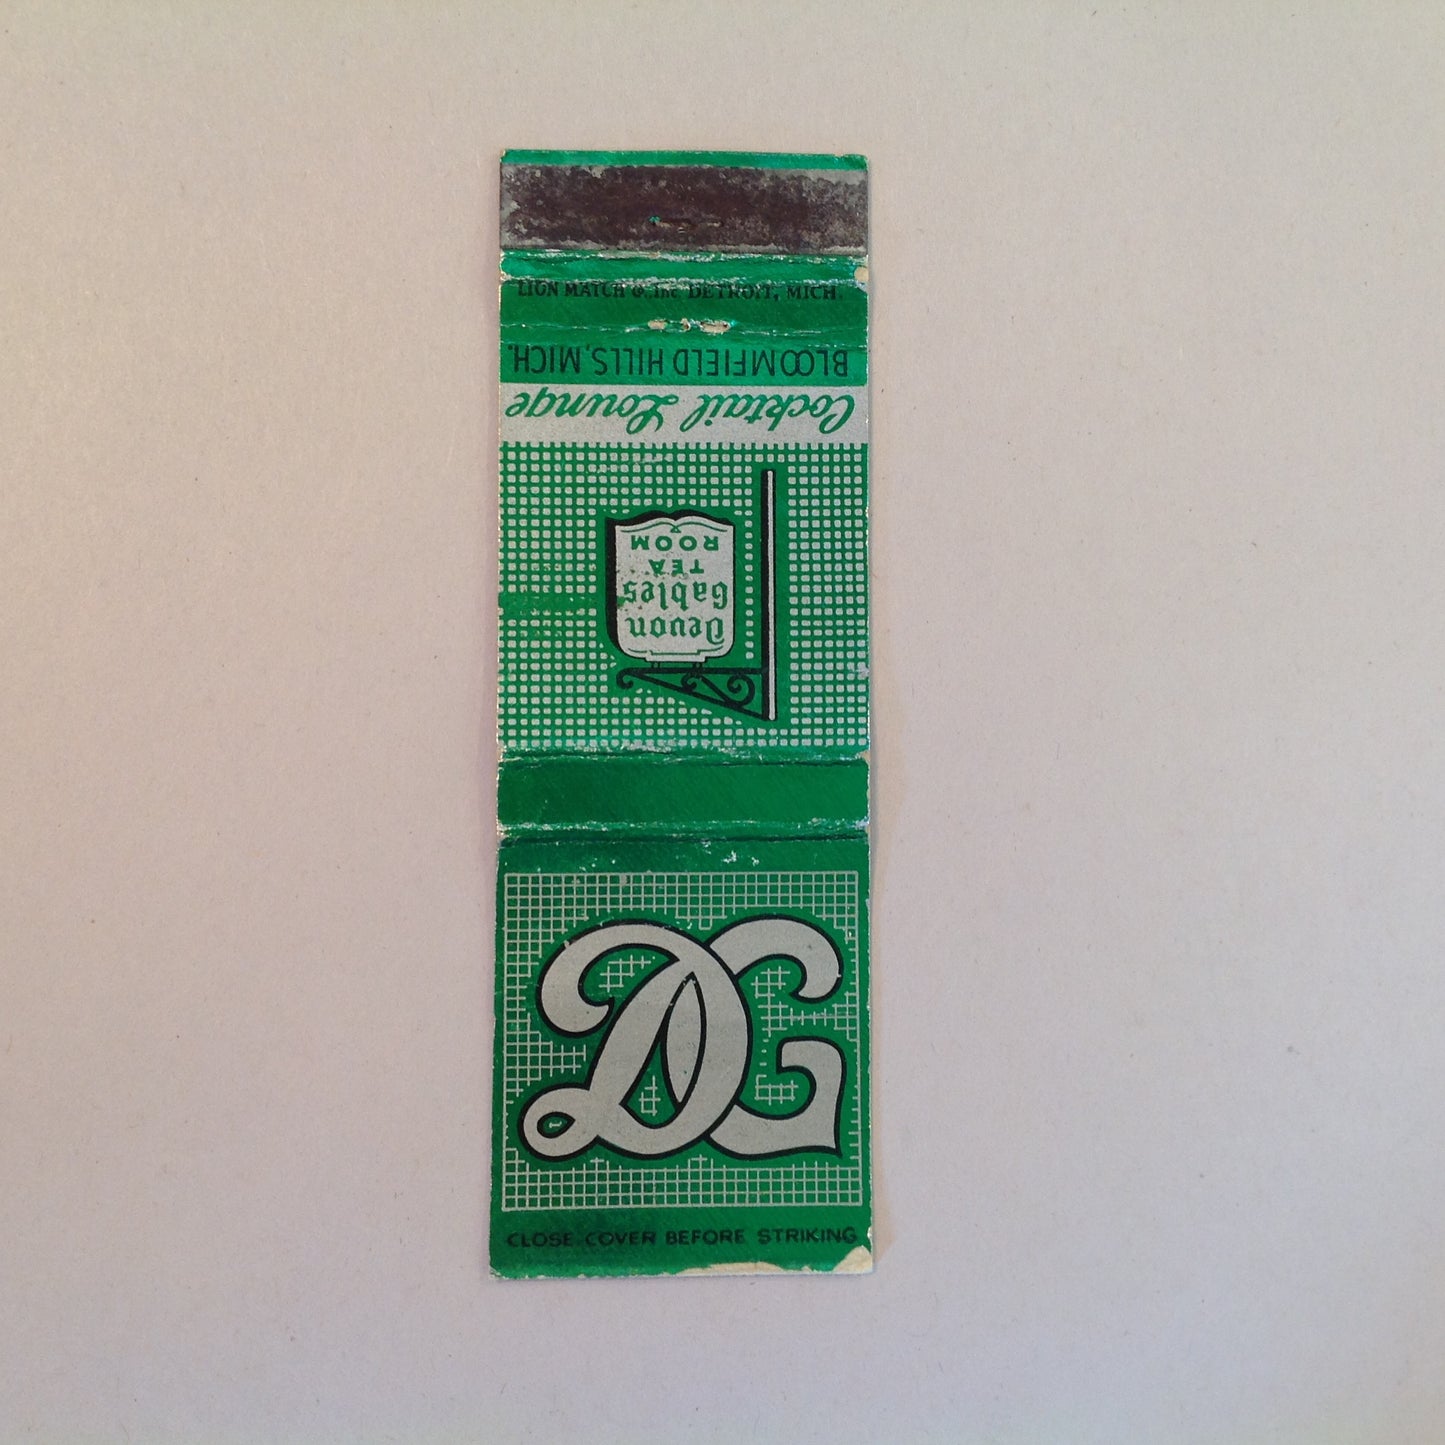 LION MATCH Co. Inc DETROIT, MICH.
Devon
Gables
TEA
ROOM
Cocktail Lounge
BLOOMFIELD HILLS, MICH.
DG
CLOSE COVER BEFORE STRIKING